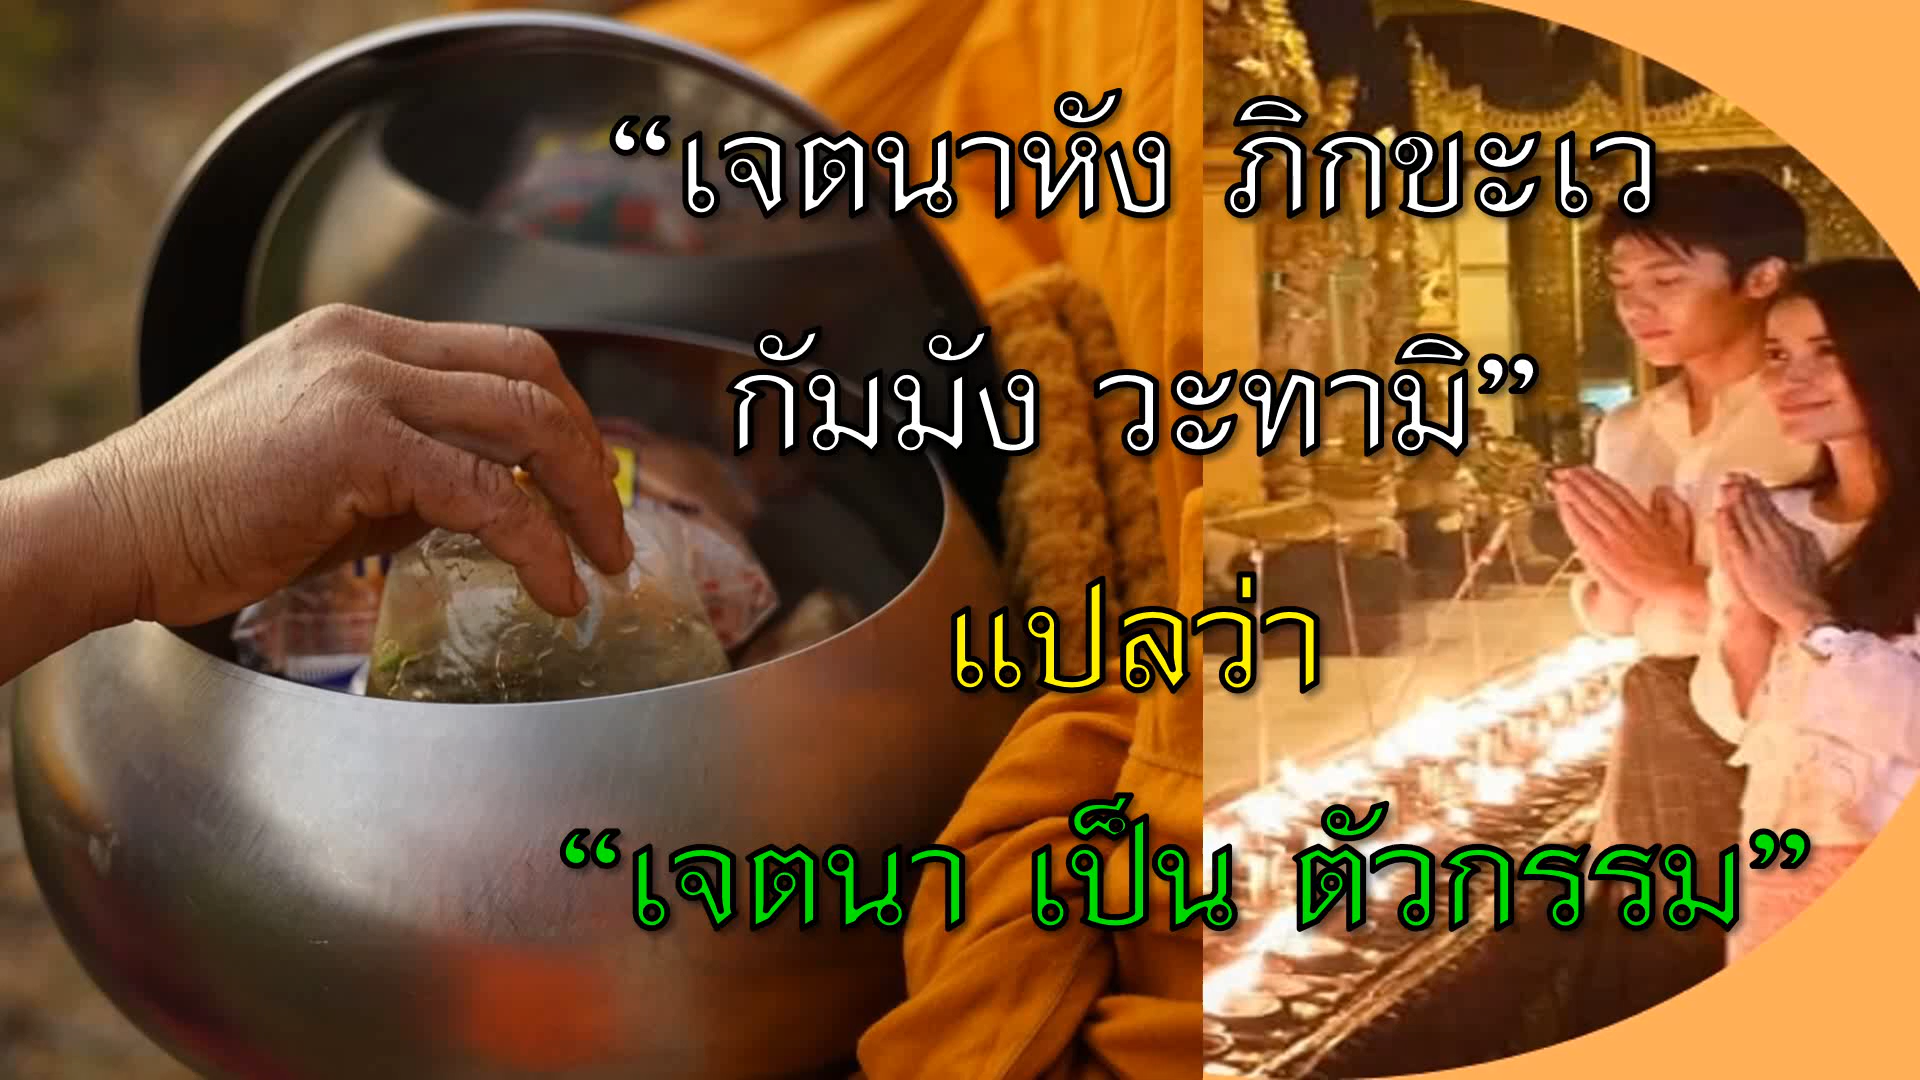 “เจตนาหัง ภิกขะเว
กัมมัง วะทามิ”
แปลว่า
“เจตนา เป็น ตัวกรรม”